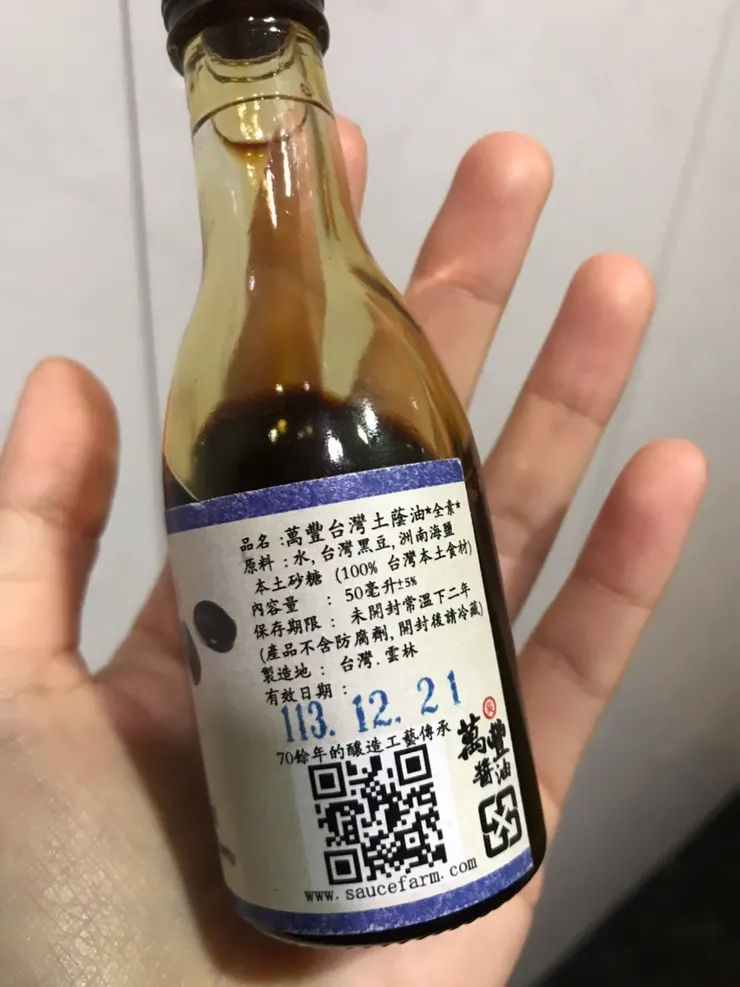 品名:萬豐台灣土蔭油*全素*
原料:水, 台灣黑豆, 洲南海鹽
本土砂糖 (100% 台灣本土食材)
內容量 : 50毫升±5%
保存期限: 未開封常溫下二年
(產品不含防腐劑, 開封後請冷藏)
製造地: 台灣. 雲林
有效日期:
113. 12. 21
70餘年的釀造工藝傳承
吳
萬豐
醬油
www.saucefarm.com